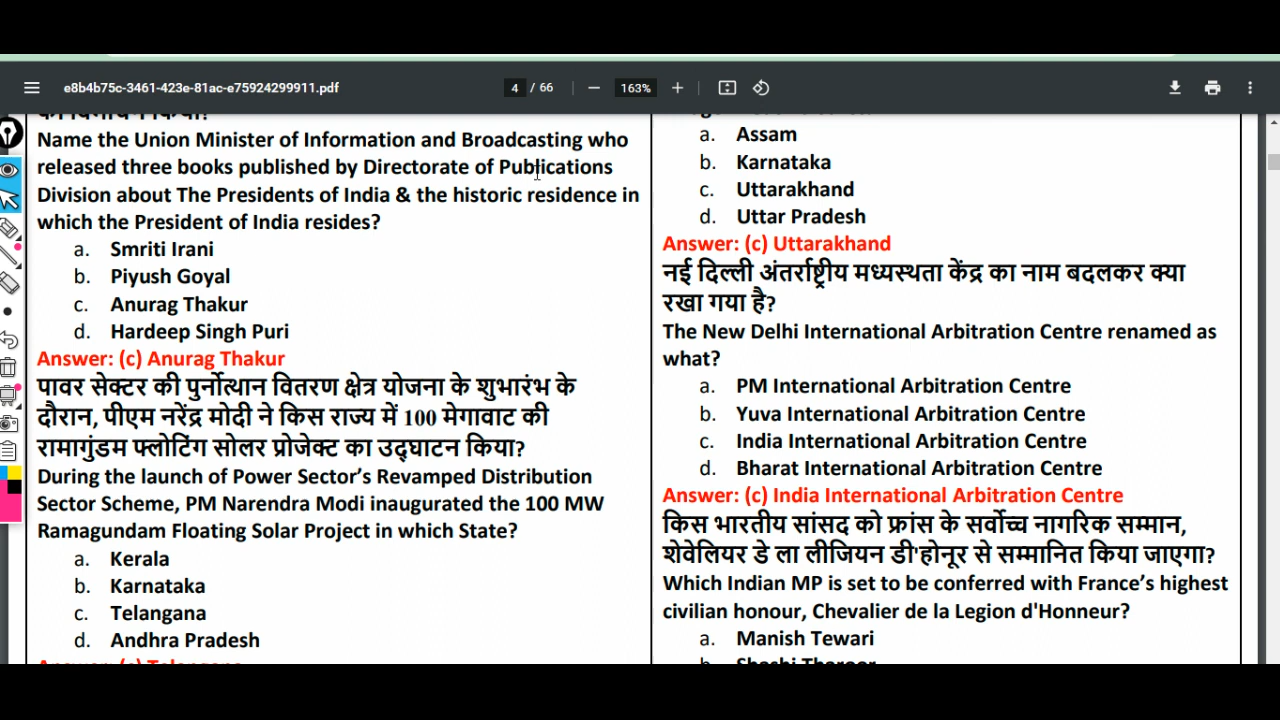 e8b4b75c-3461-423e-81ac-e75924299911.pdf
4 / 66
163%
Name the Union Minister of Information and Broadcasting who
released three books published by Directorate of Publications
Division about The Presidents of India & the historic residence in
which the President of India resides?
a. Smriti Irani
b. Piyush Goyal
c. Anurag Thakur
d. Hardeep Singh Puri
Answer: (c) Anurag Thakur
पावर सेक्टर की पुर्नोत्थान वितरण क्षेत्र योजना के शुभारंभ के
दौरान, पीएम नरेंद्र मोदी ने किस राज्य में 100 मेगावाट की
रामागुंडम फ्लोटिंग सोलर प्रोजेक्ट का उद्घाटन किया?
During the launch of Power Sector’s Revamped Distribution
Sector Scheme, PM Narendra Modi inaugurated the 100 MW
Ramagundam Floating Solar Project in which State?
a. Kerala
b. Karnataka
c. Telangana
d. Andhra Pradesh
Answer: (c) Telangana
a. Assam
b. Karnataka
c. Uttarakhand
d. Uttar Pradesh
Answer: (c) Uttarakhand
नई दिल्ली अंतर्राष्ट्रीय मध्यस्थता केंद्र का नाम बदलकर क्या
रखा गया है?
The New Delhi International Arbitration Centre renamed as
what?
a. PM International Arbitration Centre
b. Yuva International Arbitration Centre
c. India International Arbitration Centre
d. Bharat International Arbitration Centre
Answer: (c) India International Arbitration Centre
किस भारतीय सांसद को फ्रांस के सर्वोच्च नागरिक सम्मान,
शेवेलियर डे ला लीजियन डी'होनूर से सम्मानित किया जाएगा?
Which Indian MP is set to be conferred with France’s highest
civilian honour, Chevalier de la Legion d'Honneur?
a. Manish Tewari
b. Shashi Tharoor